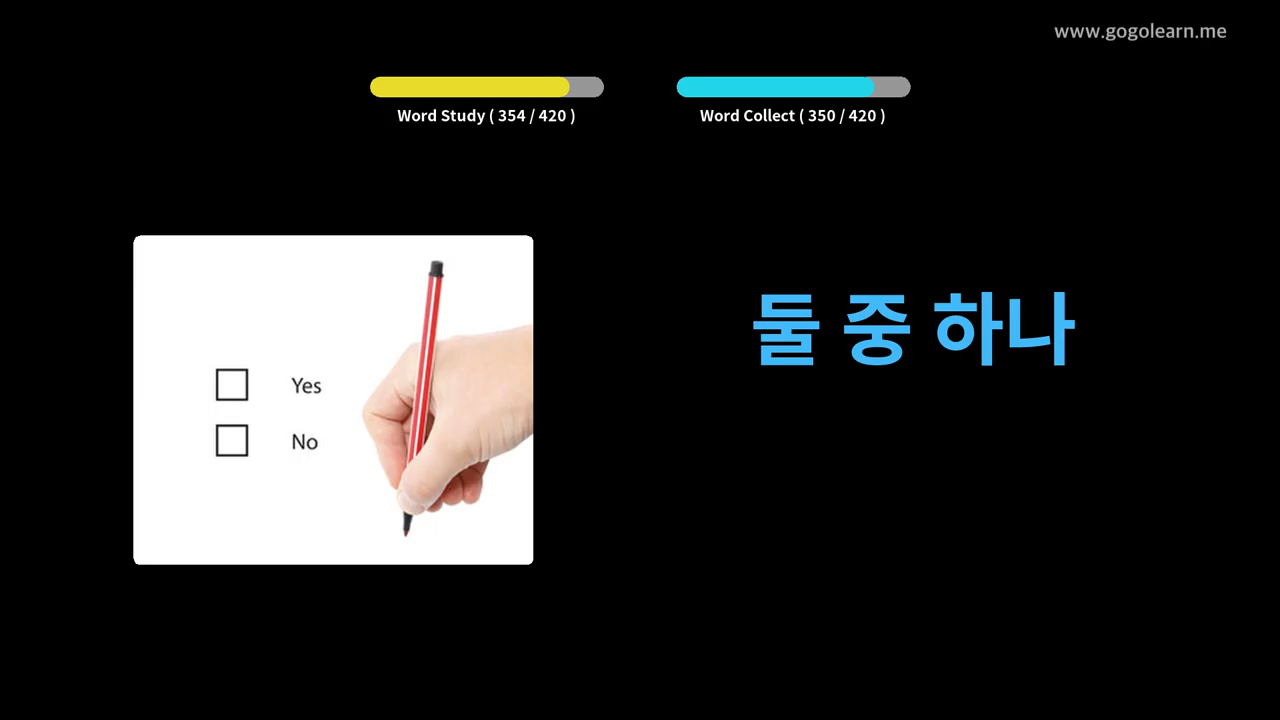 www.gogolearn.me
Word Study ( 354 / 420 )
Word Collect ( 350 / 420 )
둘 중 하나
Yes
No